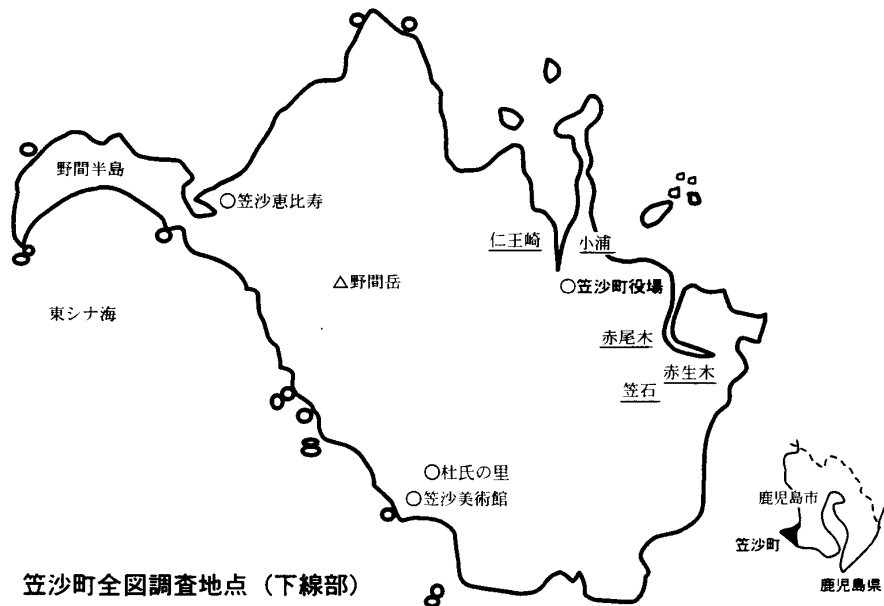 野間半島
○笠沙恵比寿
仁王崎
小浦
○笠沙町役場
△野間岳
東シナ海
赤尾木
赤生木
笠石
○杜氏の里
○笠沙美術館
鹿児島市
笠沙町
鹿児島県
笠沙町全図調査地点（下線部）